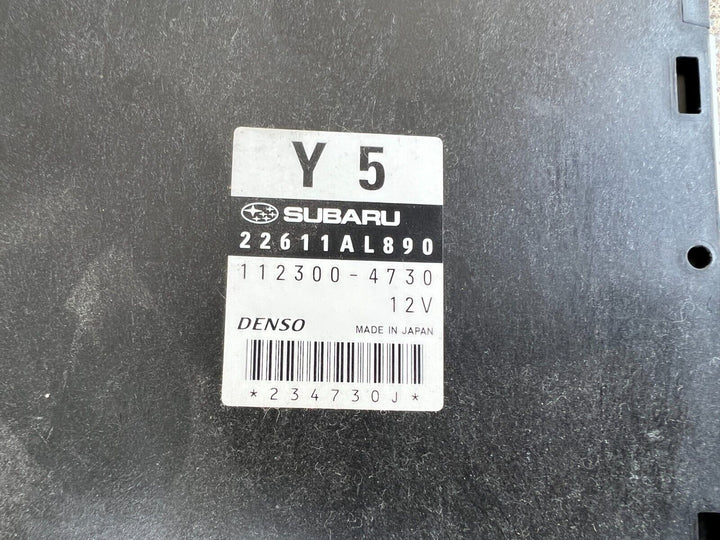 Y 5
SUBARU
22611AL890
112300-4730
12V
DENSO MADE IN JAPAN
*234730J*